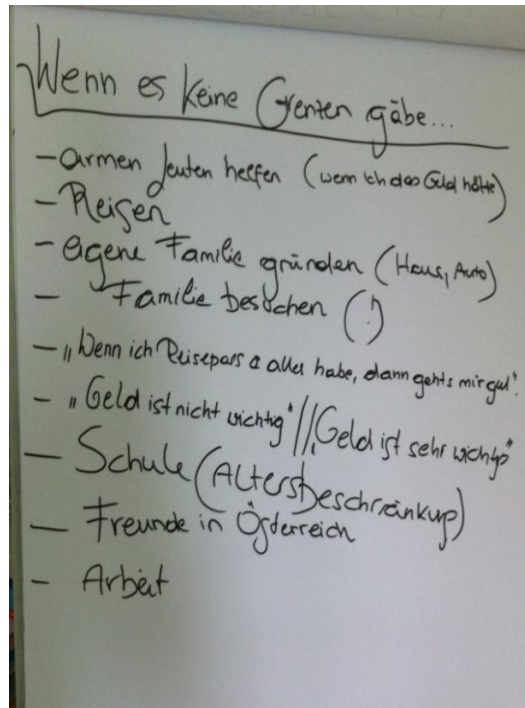 Wenn es keine Grenzen gäbe...
- armen Leuten helfen (wenn ich das Geld hätte)
- Reisen
- eigene Familie gründen (Haus, Auto)
- Familie besuchen (!)
- „Wenn ich Reisepass & alles habe, dann gehts mir gut".
- „Geld ist nicht wichtig" // „Geld ist sehr wichtig"
- Schule (Altersbeschränkung)
- Freunde in Österreich
- Arbeit